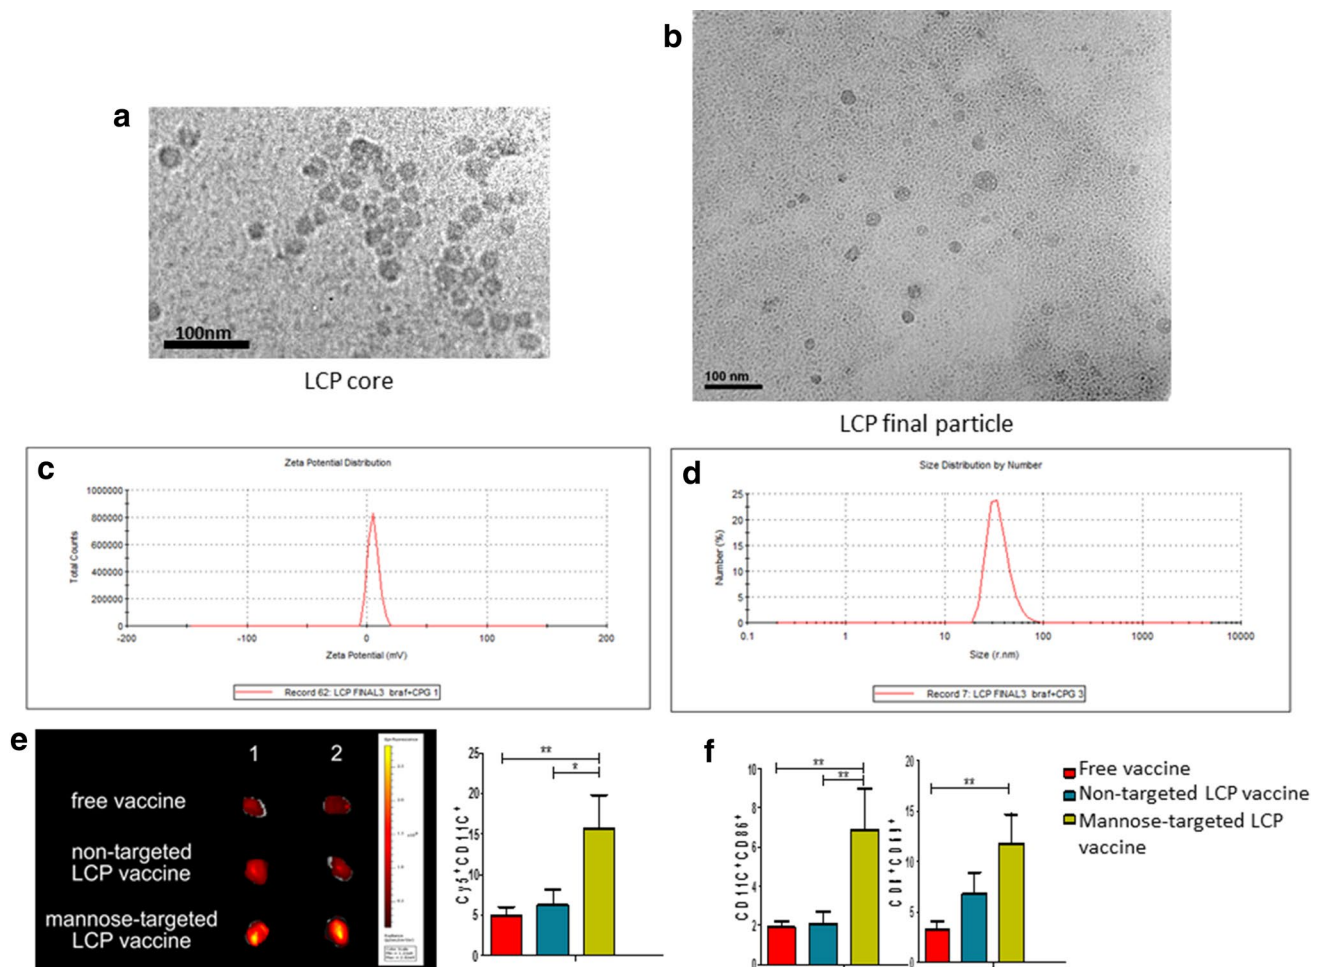 a
100nm
LCP core
b
100 nm
LCP final particle
c
Zeta Potential Distribution
1000000
800000
600000
400000
200000
0
Total Counts
-200 -100 0 100 200
Zeta Potential (mV)
Record 62: LCP FINAL3 braf+CPG 1
d
Size Distribution by Number
25
20
15
10
5
0
Number (%)
0.1 1 10 100 1000 10000
Size (r.nm)
Record 7: LCP FINAL3 braf+CPG 3
e
1 2
free vaccine
non-targeted
LCP vaccine
mannose-targeted
LCP vaccine
25
20
15
10
5
0
Cy5+CD11C+
**
*
f
10
8
6
4
2
0
CD11C+CD86+
**
**
20
15
10
5
0
**
Free vaccine
Non-targeted LCP vaccine
Mannose-targeted LCP
vaccine